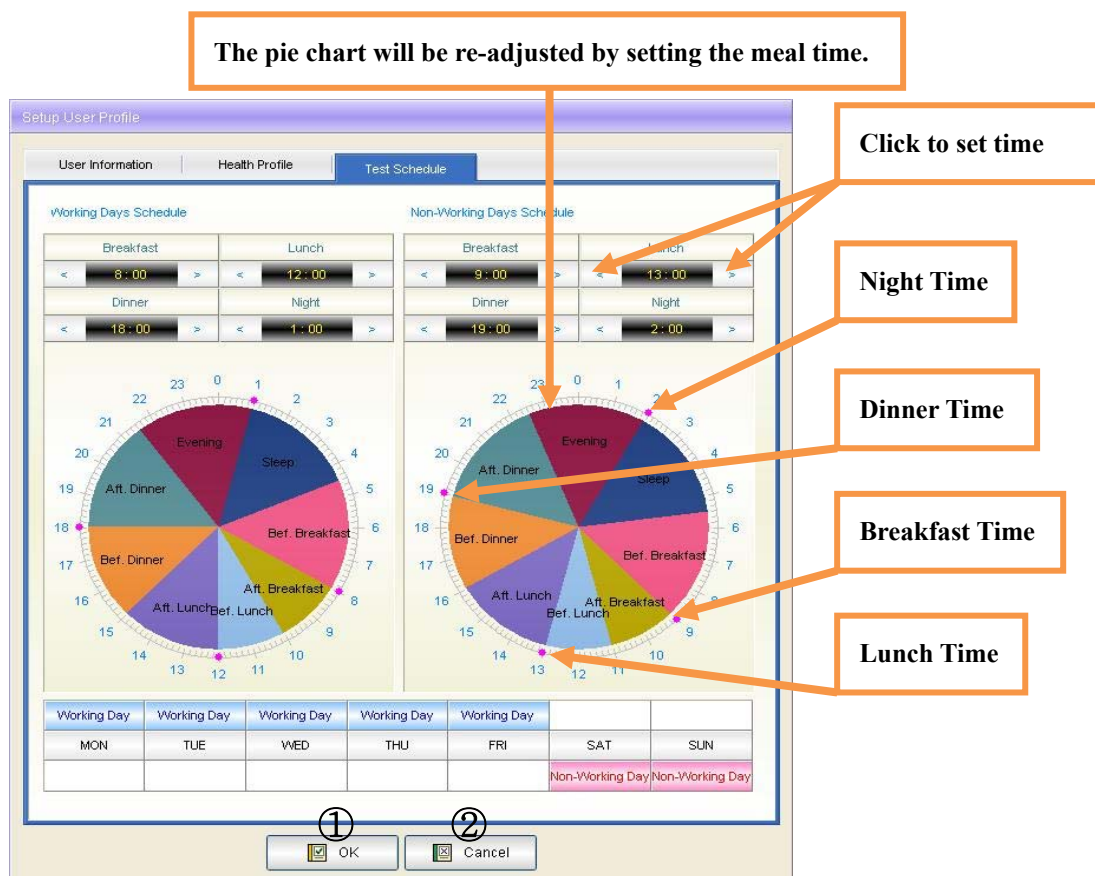 The pie chart will be re-adjusted by setting the meal time.
Setup User Profile
Click to set time
User Information Health Profile Test Schedule
Working Days Schedule Non-Working Days Schedule
Breakfast Lunch Breakfast Lunch
< 8:00 > < 12:00 > < 9:00 > < 13:00 >
Dinner Night Dinner Night
< 18:00 > < 1:00 > < 19:00 > < 2:00 >
Night Time
Dinner Time
Breakfast Time
Lunch Time
0
1
2
3
4
5
6
7
8
9
10
11
12
13
14
15
16
17
18
19
20
21
22
23
Evening
Sleep
Bef. Breakfast
Aft. Breakfast
Bef. Lunch
Aft. Lunch
Bef. Dinner
Aft. Dinner
0
1
2
3
4
5
6
7
8
9
10
11
12
13
14
15
16
17
18
19
20
21
22
23
Evening
Sleep
Bef. Breakfast
Aft. Breakfast
Bef. Lunch
Aft. Lunch
Bef. Dinner
Aft. Dinner
Working Day Working Day Working Day Working Day Working Day
MON TUE WED THU FRI SAT SUN
Non-Working Day Non-Working Day
① ②
OK Cancel